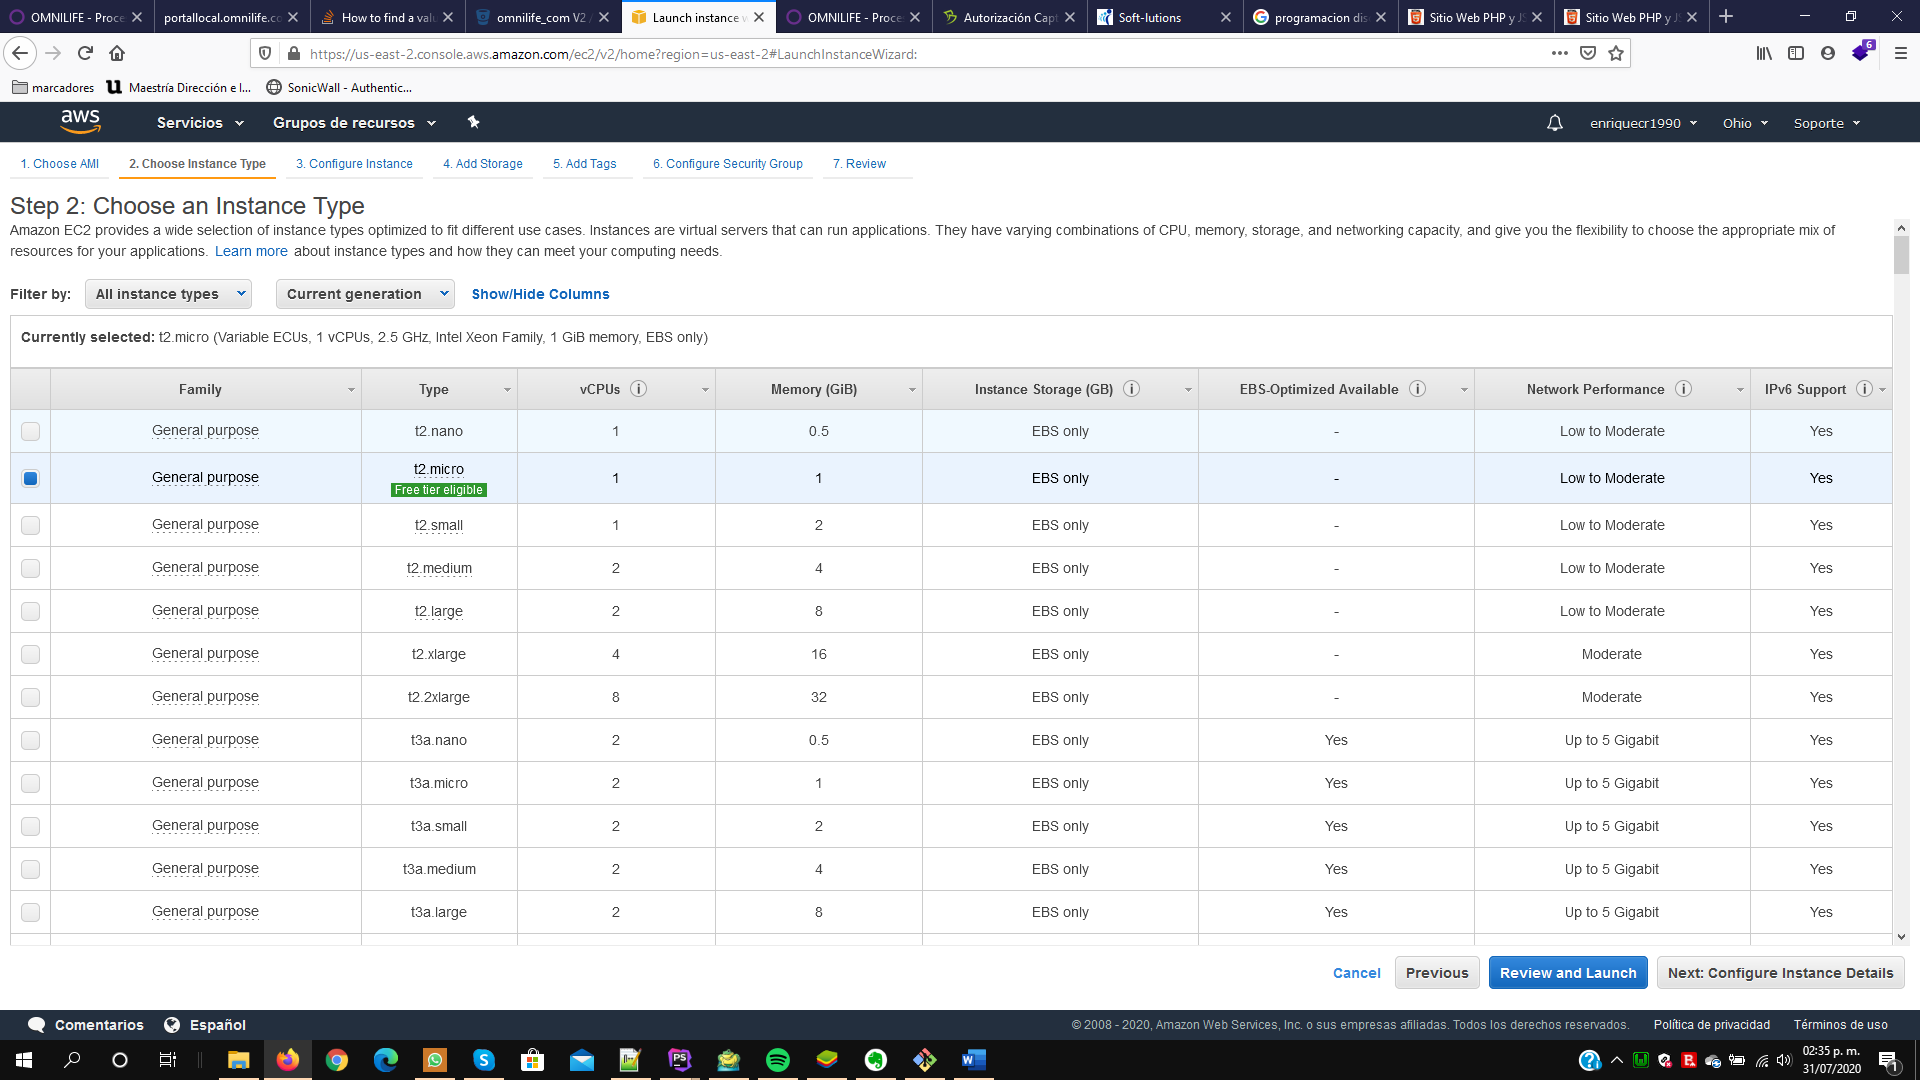 OMNILIFE - Proce
portallocal.omnilife.co
How to find a valu
omnilife_com V2 /
Launch instance w
OMNILIFE - Proce
Autorización Capt
Soft-lutions
programacion dis
Sitio Web PHP y JS
Sitio Web PHP y JS
https://us-east-2.console.aws.amazon.com/ec2/v2/home?region=us-east-2#LaunchInstanceWizard:
6
marcadores
Maestría Dirección e I...
SonicWall - Authentic...
aws
Servicios
Grupos de recursos
enriquecr1990
Ohio
Soporte
1. Choose AMI
2. Choose Instance Type
3. Configure Instance
4. Add Storage
5. Add Tags
6. Configure Security Group
7. Review
Step 2: Choose an Instance Type
Amazon EC2 provides a wide selection of instance types optimized to fit different use cases. Instances are virtual servers that can run applications. They have varying combinations of CPU, memory, storage, and networking capacity, and give you the flexibility to choose the appropriate mix of
resources for your applications. Learn more about instance types and how they can meet your computing needs.
Filter by: All instance types Current generation Show/Hide Columns
Currently selected: t2.micro (Variable ECUs, 1 vCPUs, 2.5 GHz, Intel Xeon Family, 1 GiB memory, EBS only)
Family Type vCPUs Memory (GiB) Instance Storage (GB) EBS-Optimized Available Network Performance IPv6 Support
General purpose t2.nano 1 0.5 EBS only - Low to Moderate Yes
General purpose t2.micro 1 1 EBS only - Low to Moderate Yes
Free tier eligible
General purpose t2.small 1 2 EBS only - Low to Moderate Yes
General purpose t2.medium 2 4 EBS only - Low to Moderate Yes
General purpose t2.large 2 8 EBS only - Low to Moderate Yes
General purpose t2.xlarge 4 16 EBS only - Moderate Yes
General purpose t2.2xlarge 8 32 EBS only - Moderate Yes
General purpose t3a.nano 2 0.5 EBS only Yes Up to 5 Gigabit Yes
General purpose t3a.micro 2 1 EBS only Yes Up to 5 Gigabit Yes
General purpose t3a.small 2 2 EBS only Yes Up to 5 Gigabit Yes
General purpose t3a.medium 2 4 EBS only Yes Up to 5 Gigabit Yes
General purpose t3a.large 2 8 EBS only Yes Up to 5 Gigabit Yes
Cancel Previous Review and Launch Next: Configure Instance Details
Comentarios Español © 2008 - 2020, Amazon Web Services, Inc. o sus empresas afiliadas. Todos los derechos reservados. Política de privacidad Términos de uso
02:35 p. m.
31/07/2020
1